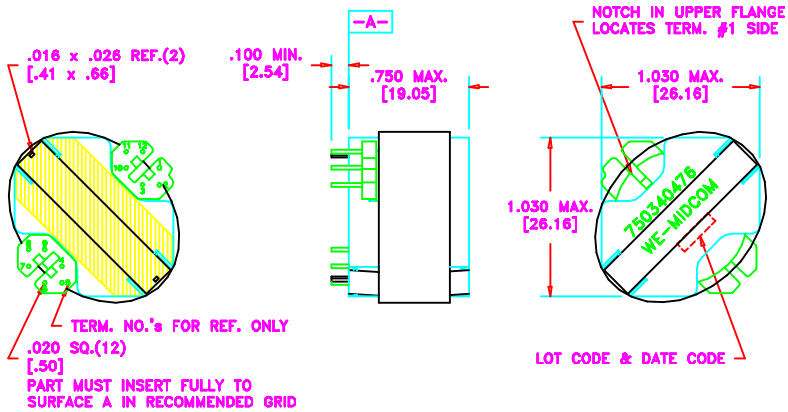 -A-
NOTCH IN UPPER FLANGE
LOCATES TERM. #1 SIDE
.016 x .026 REF.(2)
[.41 x .66]
.100 MIN.
[2.54]
.750 MAX.
[19.05]
1.030 MAX.
[26.16]
1.030 MAX.
[26.16]
750340476
WE-MIDCOM
TERM. NO.'s FOR REF. ONLY
.020 SQ.(12)
[.50]
PART MUST INSERT FULLY TO
SURFACE A IN RECOMMENDED GRID
LOT CODE & DATE CODE